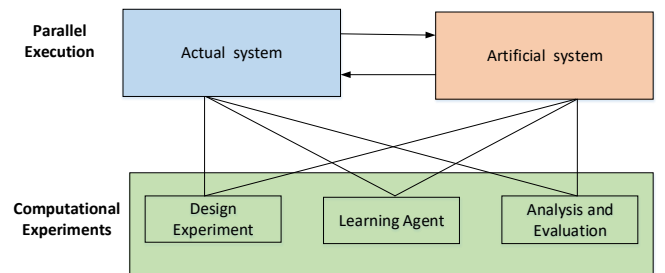 Parallel
Execution
Actual system
Artificial system
Computational
Experiments
Design
Experiment
Learning Agent
Analysis and
Evaluation